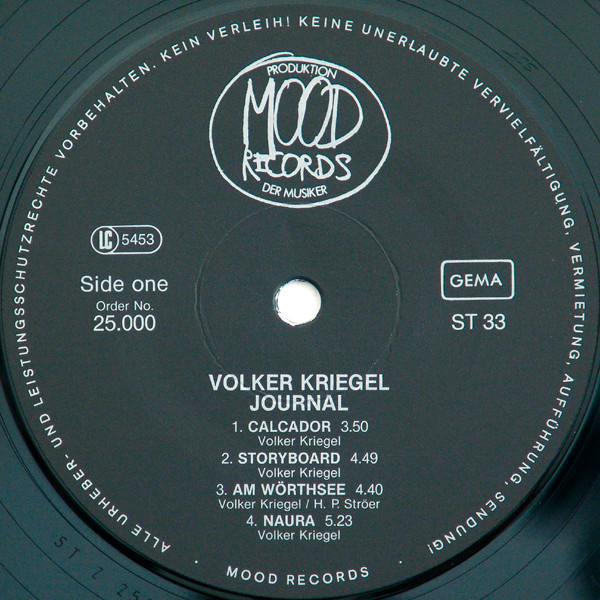 ALLE URHEBER- UND LEISTUNGSSCHUTZRECHTE VORBEHALTEN. KEIN VERLEIH! KEINE UNERLAUBTE VERVIELFÄLTIGUNG, VERMIETUNG, AUFFÜHRUNG, SENDUNG!
PRODUKTION
MOOD
RECORDS
DER MUSIKER
LC 5453
Side one
Order No.
25.000
GEMA
ST 33
VOLKER KRIEGEL
JOURNAL
1. CALCADOR 3.50
Volker Kriegel
2. STORYBOARD 4.49
Volker Kriegel
3. AM WÖRTHSEE 4.40
Volker Kriegel / H. P. Ströer
4. NAURA 5.23
Volker Kriegel
· MOOD RECORDS ·